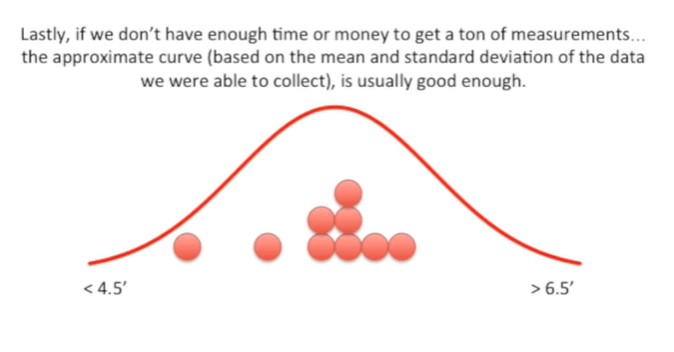 Lastly, if we don’t have enough time or money to get a ton of measurements…
the approximate curve (based on the mean and standard deviation of the data
we were able to collect), is usually good enough.
< 4.5’
> 6.5’